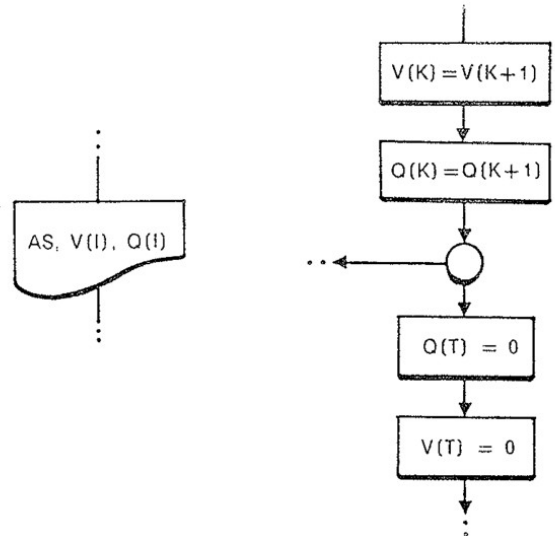 AS, V(I), Q(I)
V(K)=V(K+1)
Q(K)=Q(K+1)
Q(T) = 0
V(T) = 0